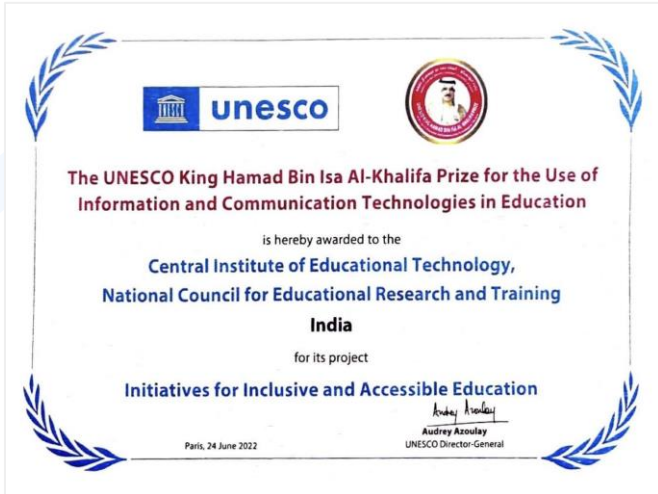 unesco
The UNESCO King Hamad Bin Isa Al-Khalifa Prize for the Use of
Information and Communication Technologies in Education
is hereby awarded to the
Central Institute of Educational Technology,
National Council for Educational Research and Training
India
for its project
Initiatives for Inclusive and Accessible Education
Audrey Azoulay
Audrey Azoulay
Paris, 24 June 2022
UNESCO Director-General